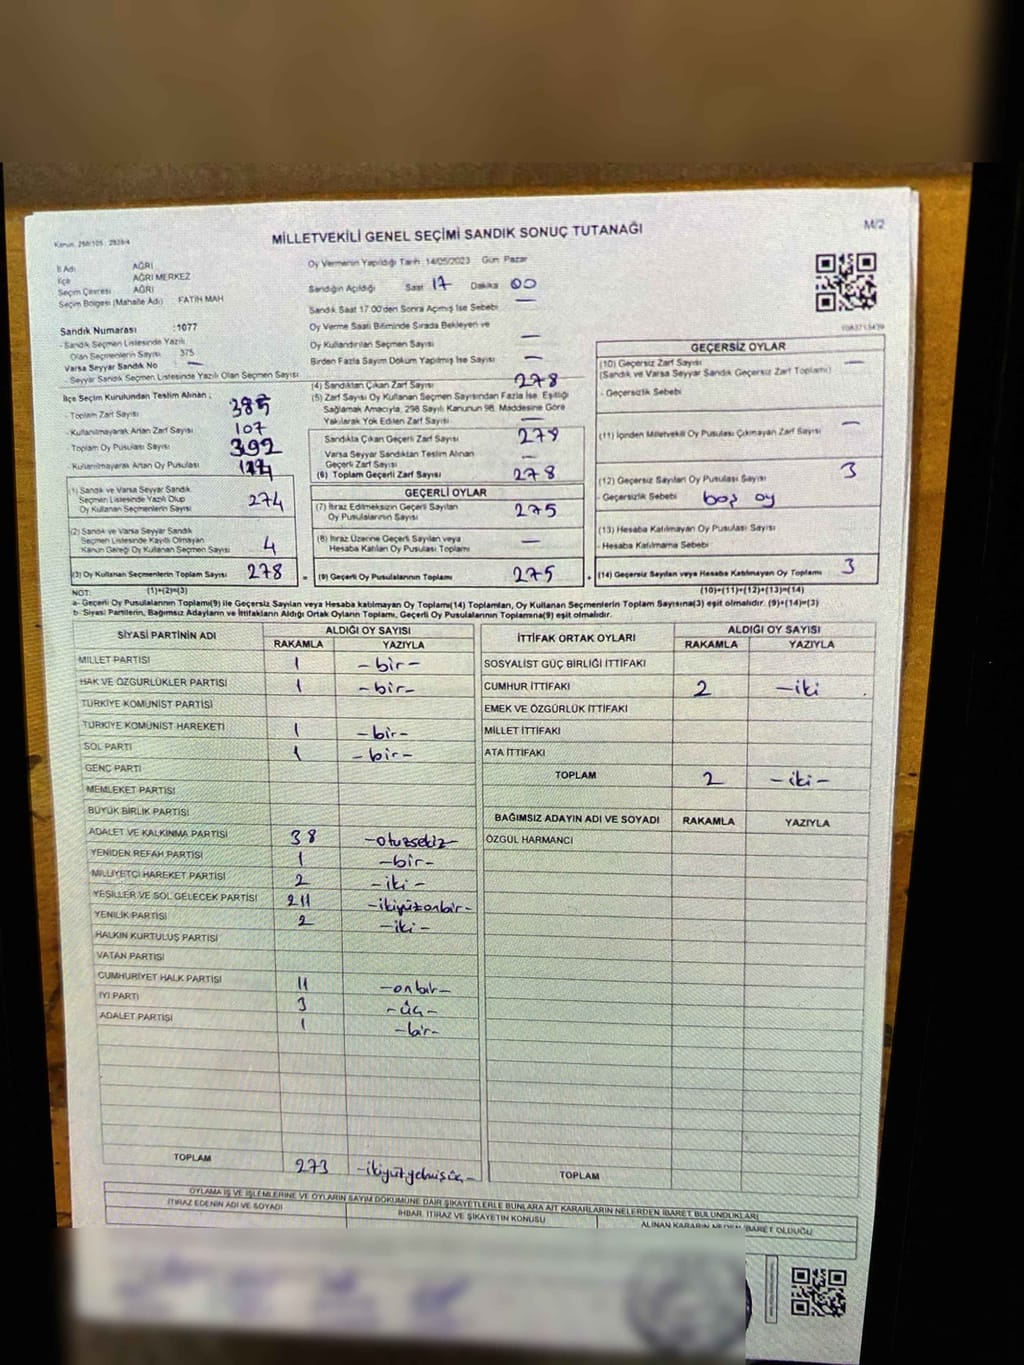 Kanun, 298/105, 2839/4
MİLLETVEKİLİ GENEL SEÇİMİ SANDIK SONUÇ TUTANAĞI
M/2
İl Adı AĞRI
İlçe AĞRI MERKEZ
Seçim Çevresi AĞRI
Seçim Bölgesi (Mahalle Adı) FATİH MAH
Sandık Numarası :1077
- Sandık Seçmen Listesinde Yazılı
Olan Seçmenlerin Sayısı 375
Varsa Seyyar Sandık No —
- Seyyar Sandık Seçmen Listesinde Yazılı Olan Seçmen Sayısı
İlçe Seçim Kurulundan Teslim Alınan ;
- Toplam Zarf Sayısı 385
- Kullanılmayarak Artan Zarf Sayısı 107
Toplam Oy Pusulası Sayısı 392
- Kullanılmayarak Artan Oy Pusulası
(1) Sandık ve Varsa Seyyar Sandık
Seçmen Listesinde Yazılı Olup
Oy Kullanan Seçmenlerin Sayısı 274
(2) Sandık ve Varsa Seyyar Sandık
Seçmen Listesinde Kayıtlı Olmayan
Kanun Gereği Oy Kullanan Seçmen Sayısı 4
(3) Oy Kullanan Seçmenlerin Toplam Sayısı 278
Oy Vermenin Yapıldığı Tarih :14/05/2023 Gün: Pazar
Sandığın Açıldığı Saat 17 Dakika 00
Sandık Saat 17:00'den Sonra Açılmış İse Sebebi —
Oy Verme Saati Bitiminde Sırada Bekleyen ve
Oy Kullandırılan Seçmen Sayısı —
Birden Fazla Sayım Döküm Yapılmış İse Sayısı —
(4) Sandıktan Çıkan Zarf Sayısı 278
(5) Zarf Sayısı Oy Kullanan Seçmen Sayısından Fazla İse, Eşitliği
Sağlamak Amacıyla, 298 Sayılı Kanunun 98. Maddesine Göre
Yakılarak Yok Edilen Zarf Sayısı —
Sandıkta Çıkan Geçerli Zarf Sayısı 278
Varsa Seyyar Sandıktan Teslim Alınan
Geçerli Zarf Sayısı —
(6) Toplam Geçerli Zarf Sayısı 278
GEÇERLİ OYLAR
(7) İtiraz Edilmeksizin Geçerli Sayılan
Oy Pusulalarının Sayısı 275
(8) İtiraz Üzerine Geçerli Sayılan veya
Hesaba Katılan Oy Pusulası Toplamı —
= (9) Geçerli Oy Pusulalarının Toplamı 275
GEÇERSİZ OYLAR
(10) Geçersiz Zarf Sayısı —
(Sandık ve Varsa Seyyar Sandık Geçersiz Zarf Toplamı)
- Geçersizlik Sebebi
(11) İçinden Milletvekili Oy Pusulası Çıkmayan Zarf Sayısı —
(12) Geçersiz Sayılan Oy Pusulası Sayısı 3
- Geçersizlik Sebebi boş oy
(13) Hesaba Katılmayan Oy Pusulası Sayısı
- Hesaba Katılmama Sebebi
+ (14) Geçersiz Sayılan veya Hesaba Katılmayan Oy Toplamı 3
NOT: (1)+(2)=(3) (10)+(11)+(12)+(13)=(14)
a- Geçerli Oy Pusulalarının Toplamı(9) ile Geçersiz Sayılan veya Hesaba katılmayan Oy Toplamı(14) Toplamları, Oy Kullanan Seçmenlerin Toplam Sayısına(3) eşit olmalıdır. (9)+(14)=(3)
b- Siyasi Partilerin, Bağımsız Adayların ve İttifakların Aldığı Ortak Oyların Toplamı, Geçerli Oy Pusulalarının Toplamına(9) eşit olmalıdır.
SİYASİ PARTİNİN ADI ALDIĞI OY SAYISI
RAKAMLA YAZIYLA
MİLLET PARTİSİ 1 -bir-
HAK VE ÖZGÜRLÜKLER PARTİSİ 1 -bir-
TÜRKİYE KOMÜNİST PARTİSİ
TÜRKİYE KOMÜNİST HAREKETİ 1 -bir-
SOL PARTİ 1 -bir-
GENÇ PARTİ
MEMLEKET PARTİSİ
BÜYÜK BİRLİK PARTİSİ
ADALET VE KALKINMA PARTİSİ 38 -otuzsekiz-
YENİDEN REFAH PARTİSİ 1 -bir-
MİLLİYETÇİ HAREKET PARTİSİ 2 -iki-
YEŞİLLER VE SOL GELECEK PARTİSİ 211 -ikiyüzonbir-
YENİLİK PARTİSİ 2 -iki-
HALKIN KURTULUŞ PARTİSİ
VATAN PARTİSİ
CUMHURİYET HALK PARTİSİ 11 -onbir-
İYİ PARTİ 3 -üç-
ADALET PARTİSİ 1 -bir-
TOPLAM 273 -ikiyüzyetmişüç-
İTTİFAK ORTAK OYLARI ALDIĞI OY SAYISI
RAKAMLA YAZIYLA
SOSYALİST GÜÇ BİRLİĞİ İTTİFAKI
CUMHUR İTTİFAKI 2 -iki
EMEK VE ÖZGÜRLÜK İTTİFAKI
MİLLET İTTİFAKI
ATA İTTİFAKI
TOPLAM 2 -iki-
BAĞIMSIZ ADAYIN ADI VE SOYADI RAKAMLA YAZIYLA
ÖZGÜL HARMANCI
TOPLAM
OYLAMA İŞ VE İŞLEMLERİNE VE OYLARIN SAYIM DÖKÜMÜNE DAİR ŞİKAYETLERLE BUNLARA AİT KARARLARIN NELERDEN İBARET BULUNDUKLARI
İTİRAZ EDENİN ADI VE SOYADI İHBAR, İTİRAZ VE ŞİKAYETİN KONUSU ALINAN KARARIN NEDEN İBARET OLDUĞU